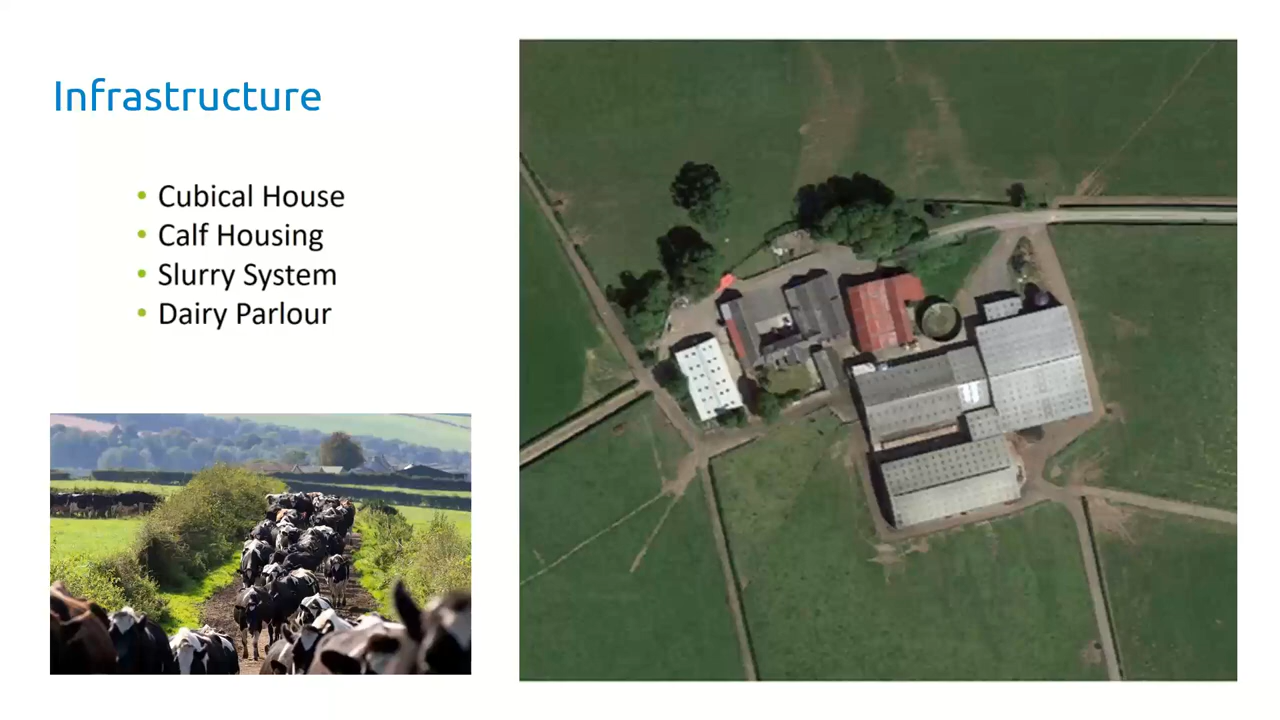 Infrastructure
• Cubical House
• Calf Housing
• Slurry System
• Dairy Parlour